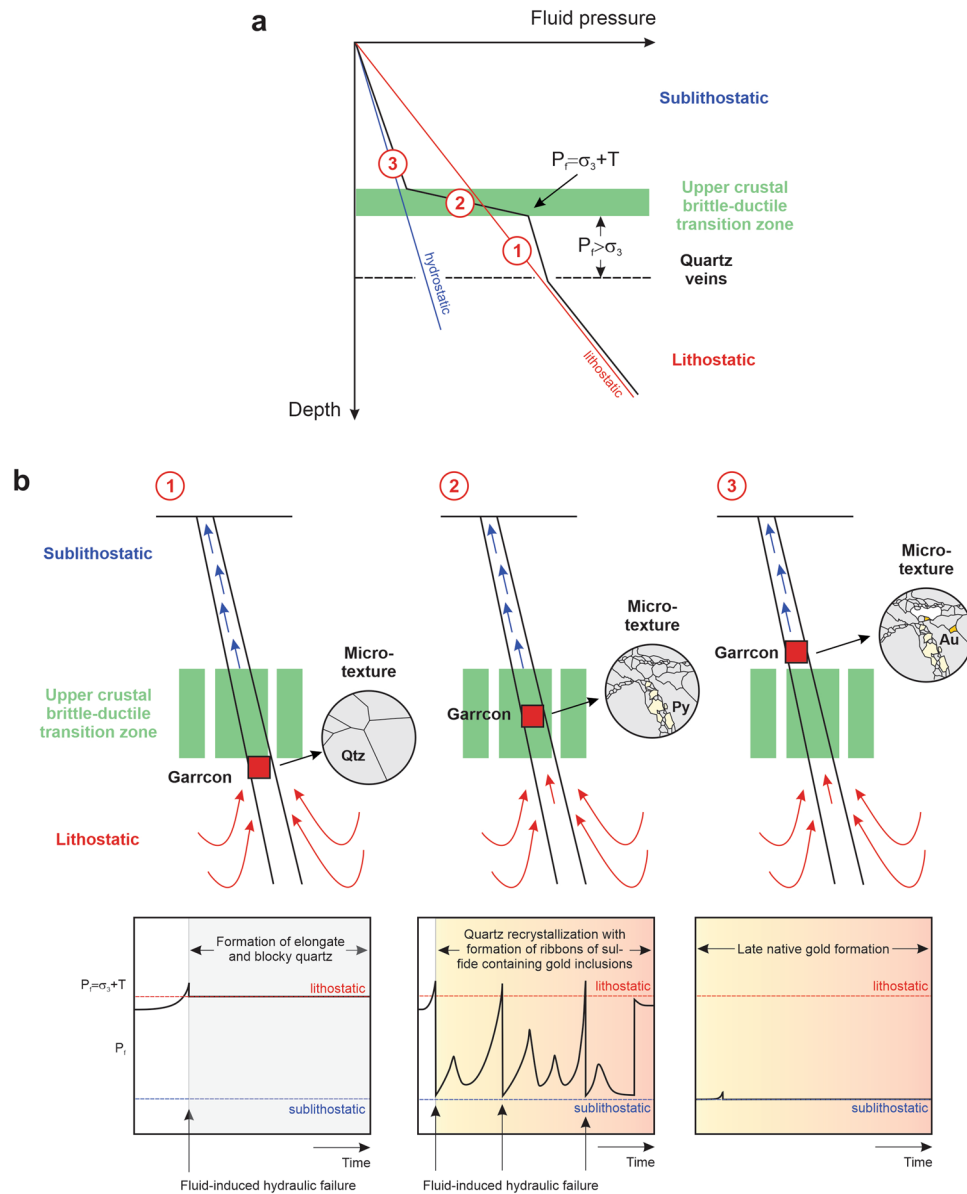 a
Fluid pressure
Sublithostatic
3
Pf=σ3+T
2
Upper crustal
brittle-ductile
transition zone
1
Pf>σ3
Quartz
veins
hydrostatic
lithostatic
Lithostatic
Depth
b
1
2
3
Sublithostatic
Micro-
texture
Au
Garrcon
Micro-
texture
Py
Garrcon
Micro-
texture
Qtz
Garrcon
Upper crustal
brittle-ductile
transition zone
Lithostatic
Formation of elongate
and blocky quartz
Pf=σ3+T
lithostatic
Pf
sublithostatic
Time
Fluid-induced hydraulic failure
Quartz recrystallization with
formation of ribbons of sul-
fide containing gold inclusions
lithostatic
sublithostatic
Time
Fluid-induced hydraulic failure
Late native gold formation
lithostatic
sublithostatic
Time